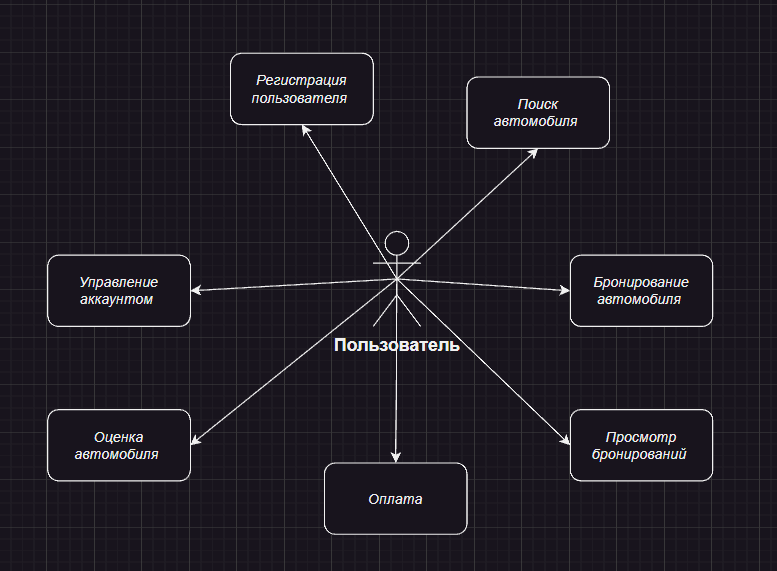 Регистрация
пользователя
Поиск
автомобиля
Управление
аккаунтом
Бронирование
автомобиля
Пользователь
Оценка
автомобиля
Просмотр
бронирований
Оплата